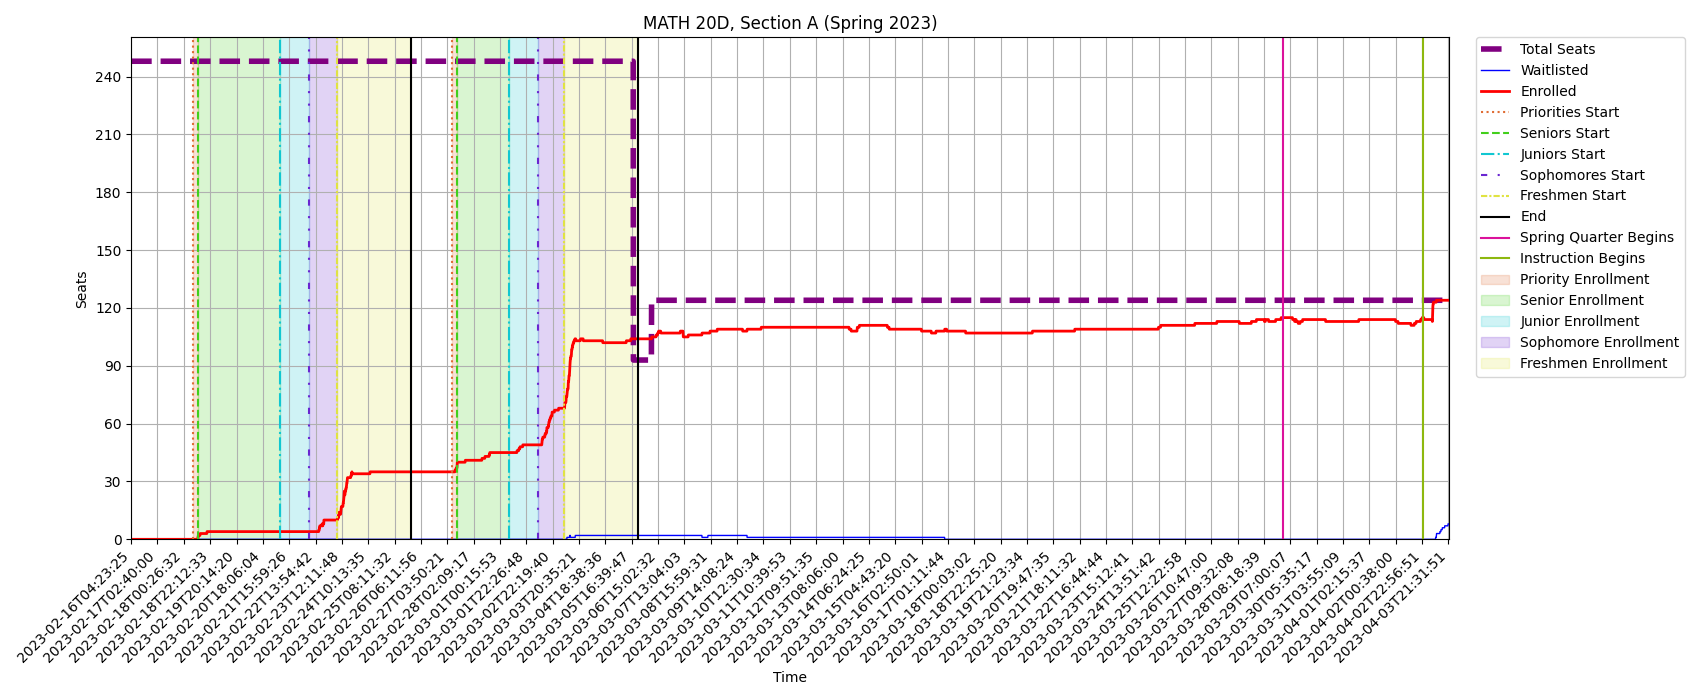 MATH 20D, Section A (Spring 2023)
Seats
240
210
180
150
120
90
60
30
0
2023-02-16T04:23:25
2023-02-17T02:40:00
2023-02-18T00:26:32
2023-02-18T22:12:33
2023-02-19T20:14:20
2023-02-20T18:06:04
2023-02-21T15:59:26
2023-02-22T13:54:42
2023-02-23T12:11:48
2023-02-24T10:13:35
2023-02-25T08:11:32
2023-02-26T06:11:56
2023-02-27T03:50:21
2023-02-28T02:09:17
2023-03-01T00:15:53
2023-03-01T22:26:48
2023-03-02T22:19:40
2023-03-03T20:35:21
2023-03-04T18:38:36
2023-03-05T16:39:47
2023-03-06T15:02:32
2023-03-07T13:04:03
2023-03-08T15:59:31
2023-03-09T14:08:24
2023-03-10T12:30:34
2023-03-11T10:39:53
2023-03-12T09:51:35
2023-03-13T08:06:00
2023-03-14T06:24:25
2023-03-15T04:43:20
2023-03-16T02:50:01
2023-03-17T01:11:44
2023-03-18T00:03:02
2023-03-18T22:25:20
2023-03-19T21:23:34
2023-03-20T19:47:35
2023-03-21T18:11:32
2023-03-22T16:44:44
2023-03-23T15:12:41
2023-03-24T13:51:42
2023-03-25T12:22:58
2023-03-26T10:47:00
2023-03-27T09:32:08
2023-03-28T08:18:39
2023-03-29T07:00:07
2023-03-30T05:35:17
2023-03-31T03:55:09
2023-04-01T02:15:37
2023-04-02T00:38:00
2023-04-02T22:56:51
2023-04-03T21:31:51
Time
Total Seats
Waitlisted
Enrolled
Priorities Start
Seniors Start
Juniors Start
Sophomores Start
Freshmen Start
End
Spring Quarter Begins
Instruction Begins
Priority Enrollment
Senior Enrollment
Junior Enrollment
Sophomore Enrollment
Freshmen Enrollment